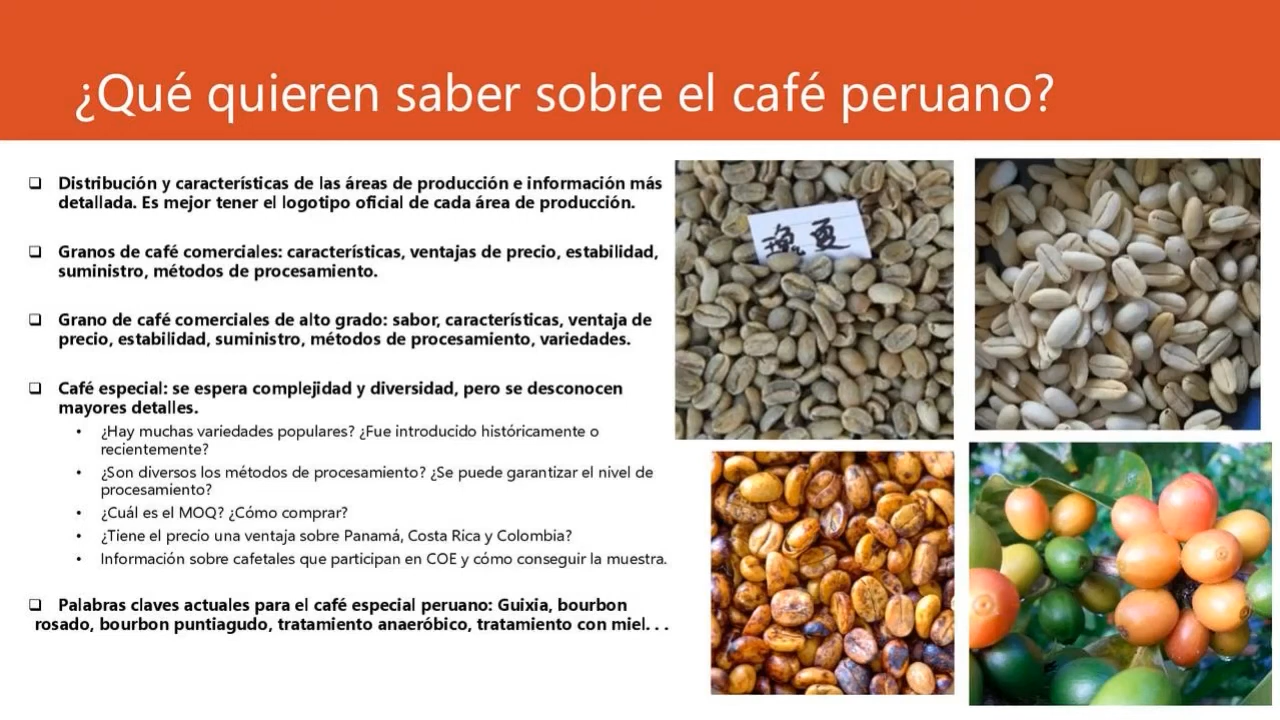 ¿Qué quieren saber sobre el café peruano?
❑ Distribución y características de las áreas de producción e información más
detallada. Es mejor tener el logotipo oficial de cada área de producción.
❑ Granos de café comerciales: características, ventajas de precio, estabilidad,
suministro, métodos de procesamiento.
❑ Grano de café comerciales de alto grado: sabor, características, ventaja de
precio, estabilidad, suministro, métodos de procesamiento, variedades.
❑ Café especial: se espera complejidad y diversidad, pero se desconocen
mayores detalles.
• ¿Hay muchas variedades populares? ¿Fue introducido históricamente o
recientemente?
• ¿Son diversos los métodos de procesamiento? ¿Se puede garantizar el nivel de
procesamiento?
• ¿Cuál es el MOQ? ¿Cómo comprar?
• ¿Tiene el precio una ventaja sobre Panamá, Costa Rica y Colombia?
• Información sobre cafetales que participan en COE y cómo conseguir la muestra.
❑ Palabras claves actuales para el café especial peruano: Guixia, bourbon
rosado, bourbon puntiagudo, tratamiento anaeróbico, tratamiento con miel. . .
夏